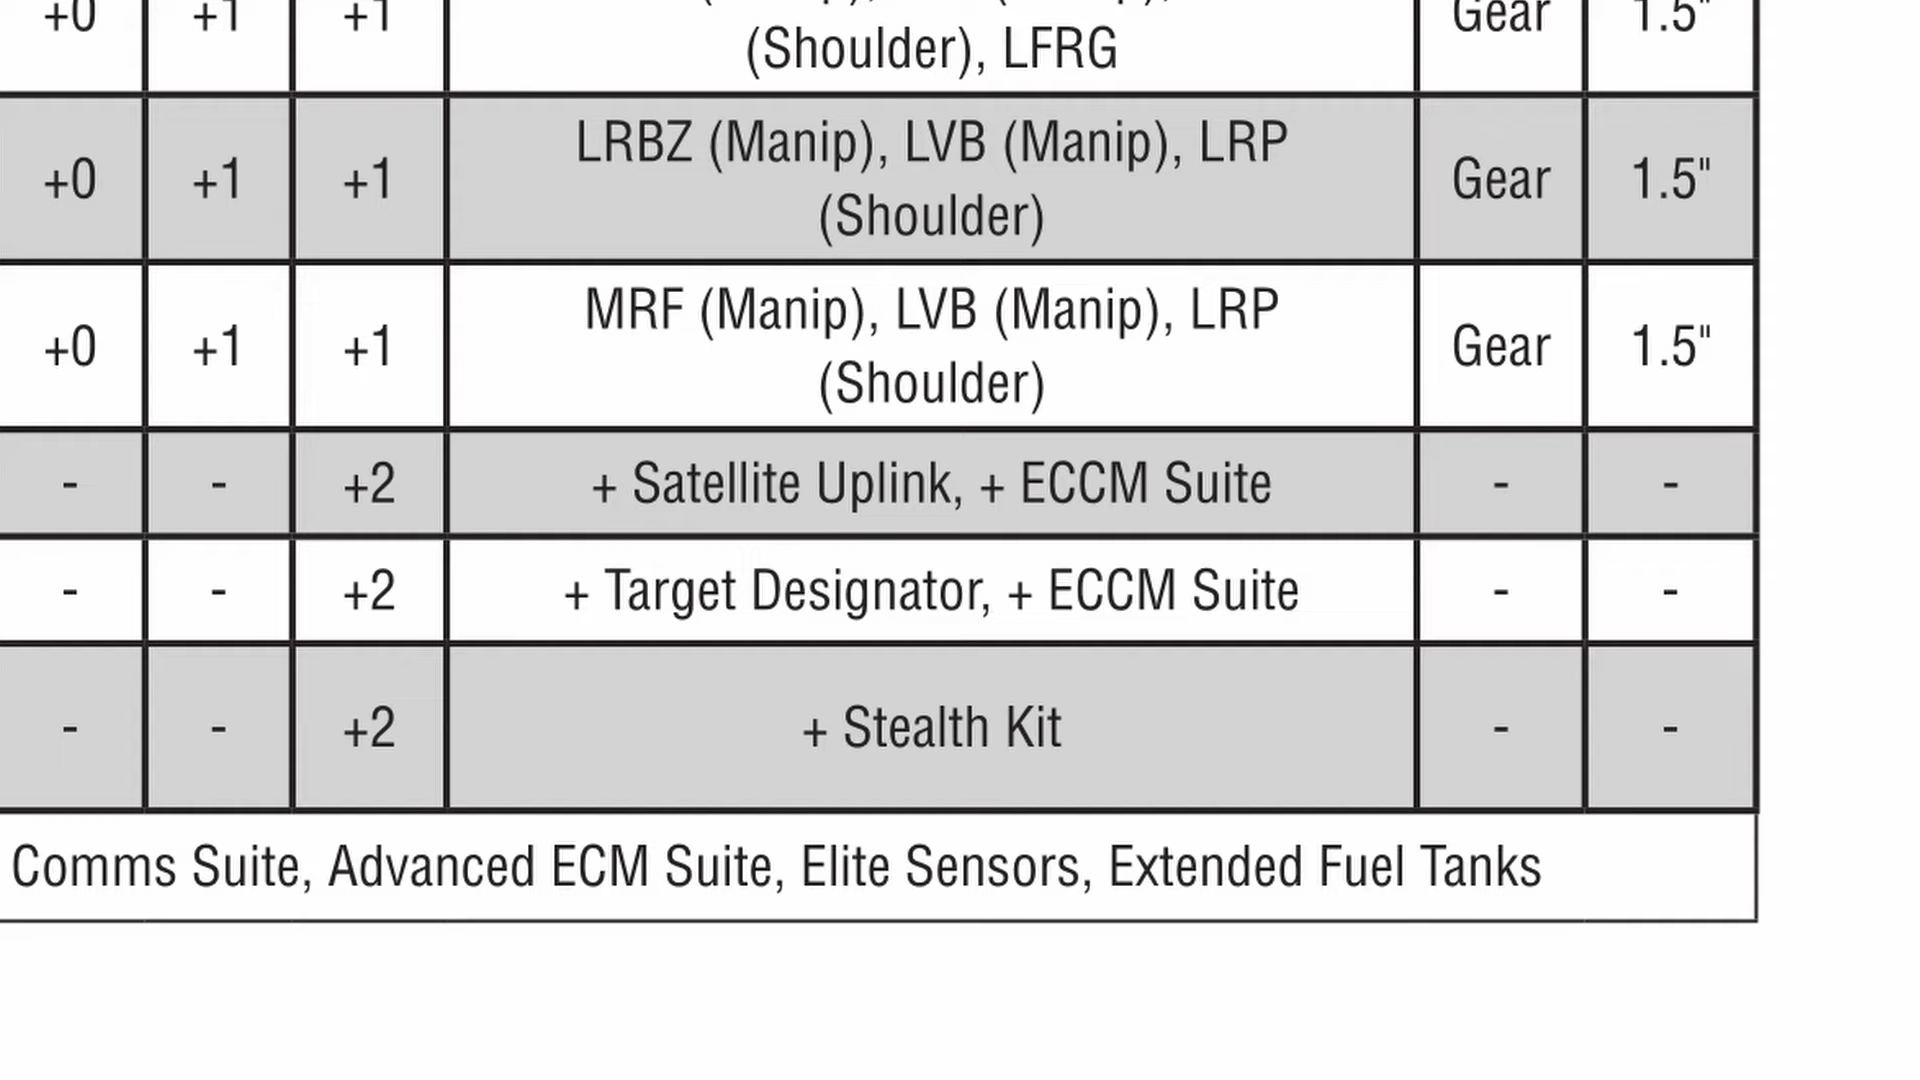 +0 +1 +1 Gear 1.5"
(Shoulder), LFRG
LRBZ (Manip), LVB (Manip), LRP
+0 +1 +1 Gear 1.5"
(Shoulder)
MRF (Manip), LVB (Manip), LRP
+0 +1 +1 Gear 1.5"
(Shoulder)
- - +2 + Satellite Uplink, + ECCM Suite - -
- - +2 + Target Designator, + ECCM Suite - -
- - +2 + Stealth Kit - -
Comms Suite, Advanced ECM Suite, Elite Sensors, Extended Fuel Tanks